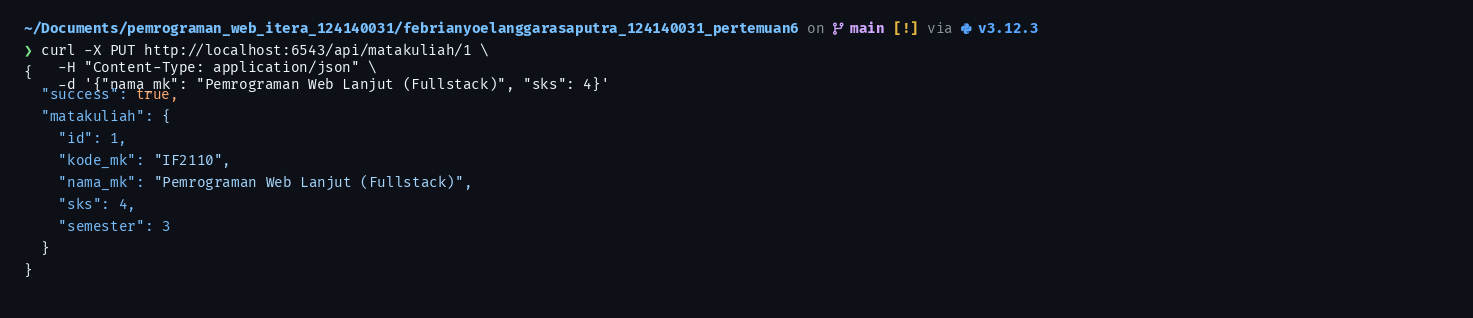 ~/Documents/pemrograman_web_itera_124140031/febrianyoelanggarasaputra_124140031_pertemuan6 on main [!] via v3.12.3
❯ curl -X PUT http://localhost:6543/api/matakuliah/1 \
-H "Content-Type: application/json" \
{
-d '{"nama_mk": "Pemrograman Web Lanjut (Fullstack)", "sks": 4}'
"success": true,
"matakuliah": {
"id": 1,
"kode_mk": "IF2110",
"nama_mk": "Pemrograman Web Lanjut (Fullstack)",
"sks": 4,
"semester": 3
}
}